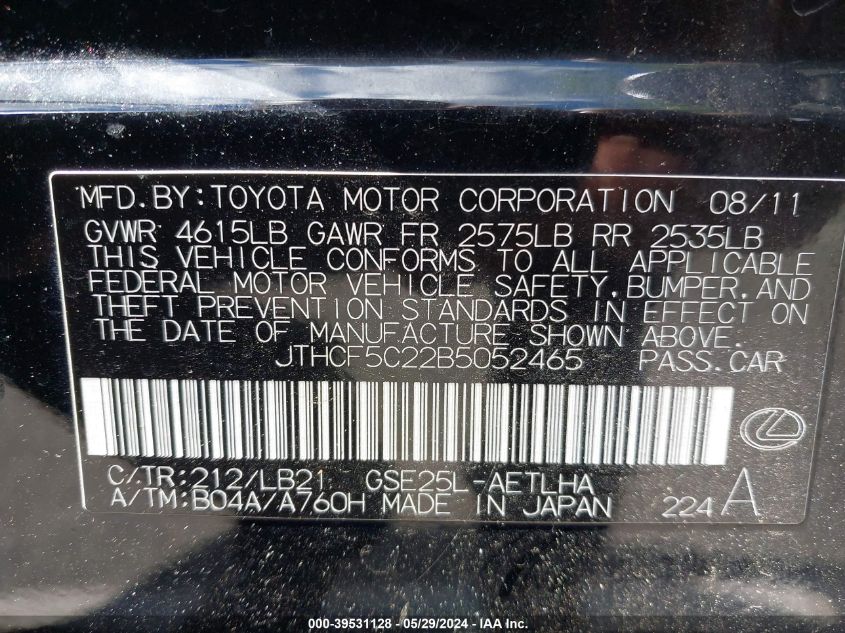 MFD.BY:TOYOTA MOTOR CORPORATION 08/11
GVWR 4615LB GAWR FR 2575LB RR 2535LB
THIS VEHICLE CONFORMS TO ALL APPLICABLE
FEDERAL MOTOR VEHICLE SAFETY,BUMPER,AND
THEFT PREVENTION STANDARDS IN EFFECT ON
THE DATE OF MANUFACTURE SHOWN ABOVE.
JTHCF5C22B5052465 PASS.CAR
C/TR:212/LB21 GSE25L-AETLHA
A/TM:B04A/A760H MADE IN JAPAN 224A
000-39531128 - 05/29/2024 - IAA Inc.